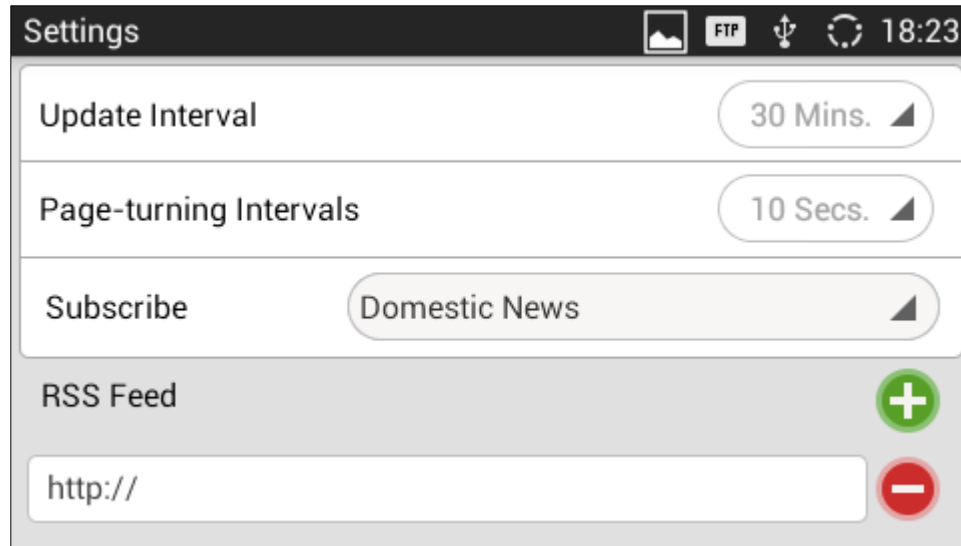 Settings FTP 18:23
Update Interval 30 Mins.
Page-turning Intervals 10 Secs.
Subscribe Domestic News
RSS Feed
http://